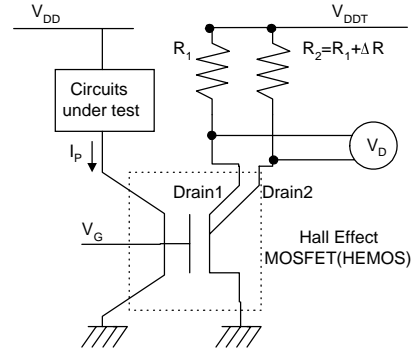 V_DD
V_DDT
Circuits
under test
R_1
R_2=R_1+ΔR
V_D
I_P
Drain1
Drain2
V_G
Hall Effect
MOSFET(HEMOS)